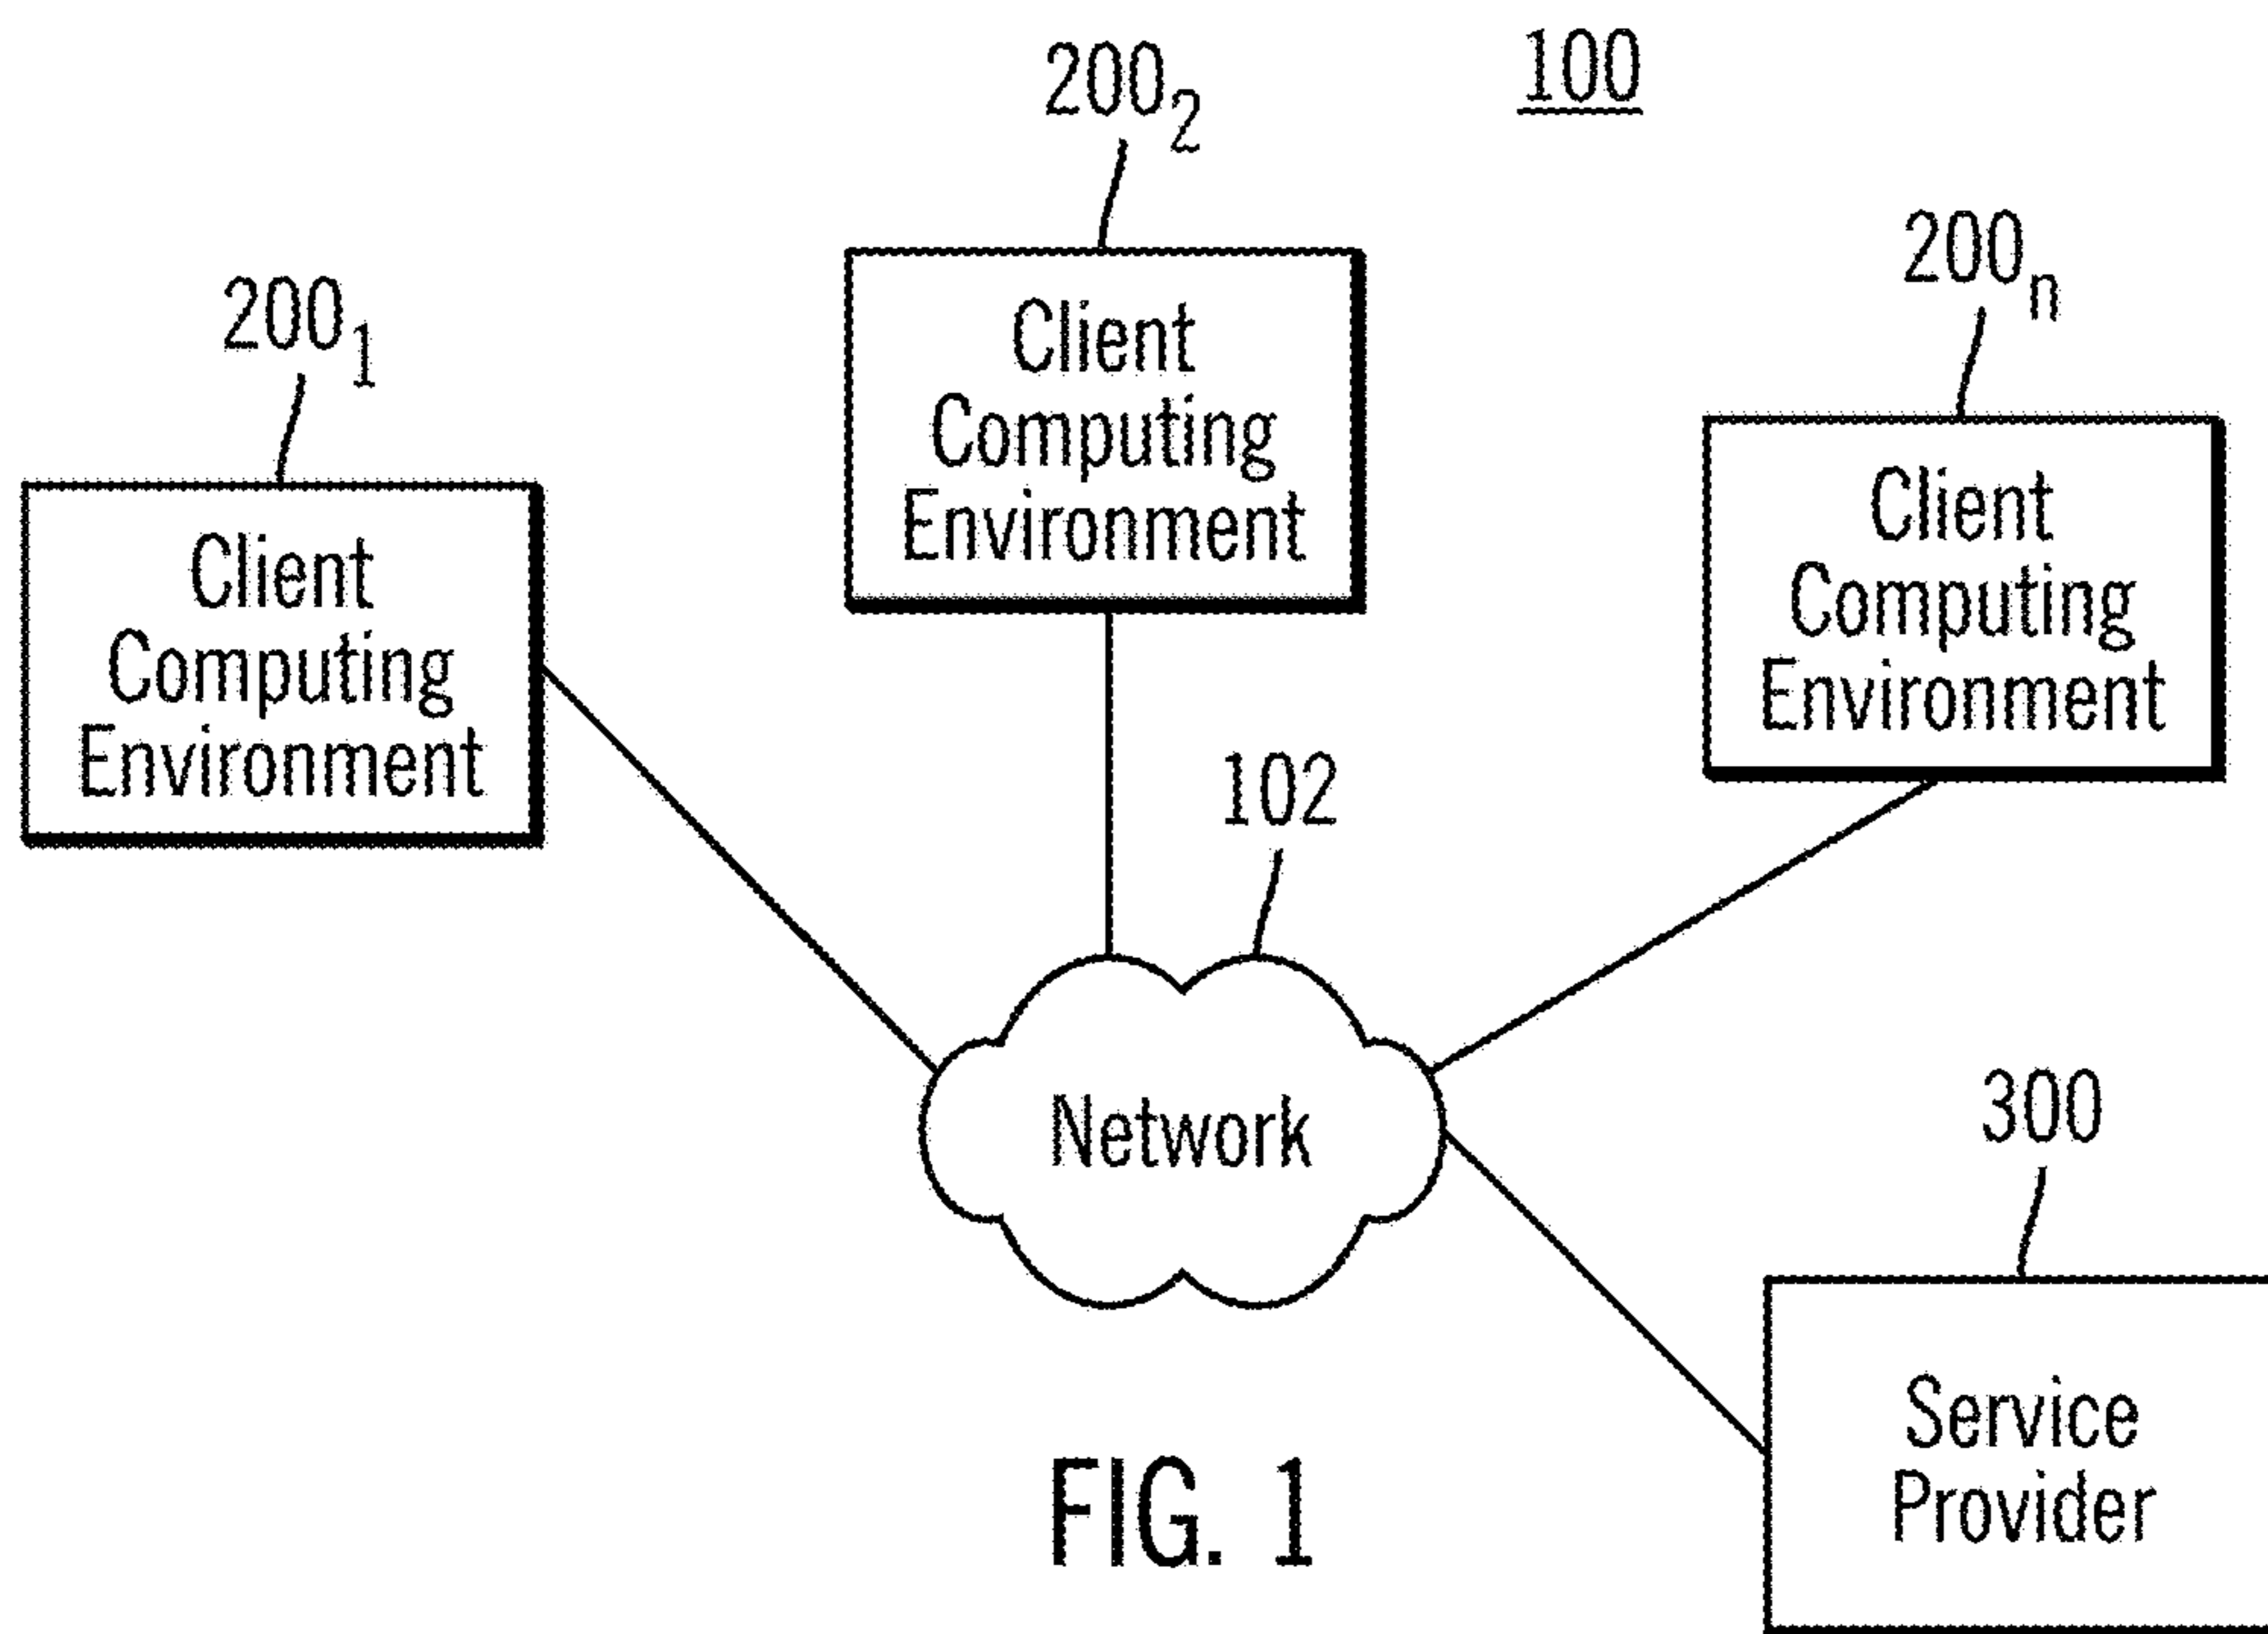 100
200₂
200ₙ
200₁
Client
Computing
Environment
Client
Computing
Environment
Client
Computing
Environment
102
Network
300
Service
Provider
FIG. 1